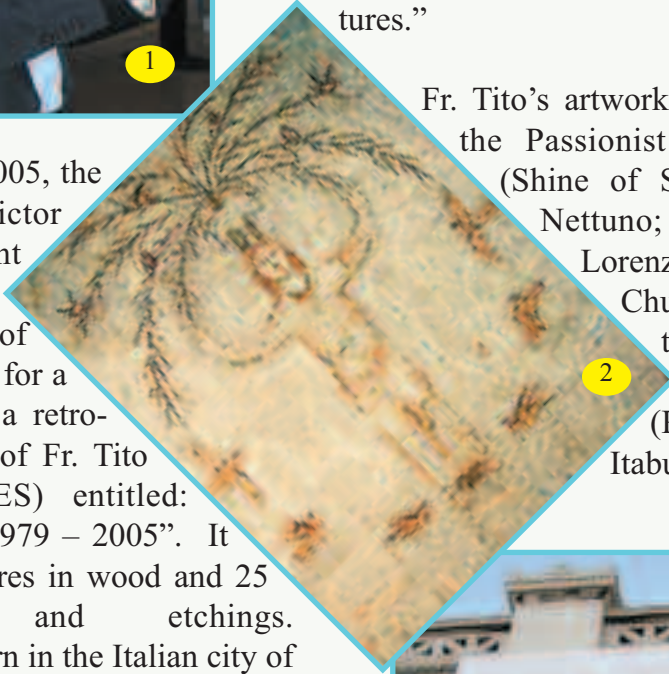 tures.”
1
005, the
ictor
nt
of
for a
a retro-
of Fr. Tito
ES) entitled:
979 – 2005”. It
res in wood and 25
and etchings.
rn in the Italian city of
Fr. Tito’s artwork
the Passionist
(Shine of S
Nettuno;
Lorenz
Chu
t
2
(
Itabu